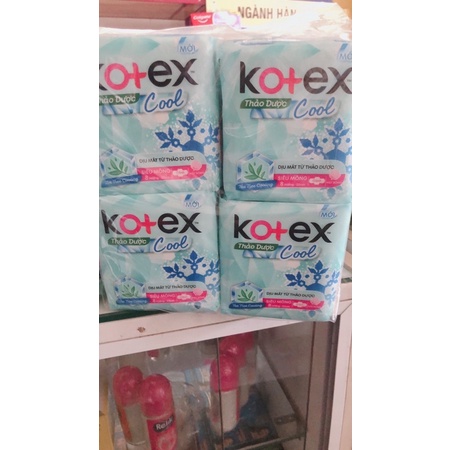 NGÀNH HÀN
Colgate
MỚI
kotex
Thảo Dược
Cool
DỊU MÁT TỪ THẢO DƯỢC
SIÊU MỎNG
MỚI
kotex
Thảo Dược
Cool
DỊU MÁT TỪ THẢO DƯỢC
SIÊU MỎNG
MỚI
kotex
Thảo Dược
Cool
DỊU MÁT TỪ THẢO DƯỢC
SIÊU MỎNG
MỚI
kotex
Thảo Dược
Cool
DỊU MÁT TỪ THẢO DƯỢC
SIÊU MỎNG